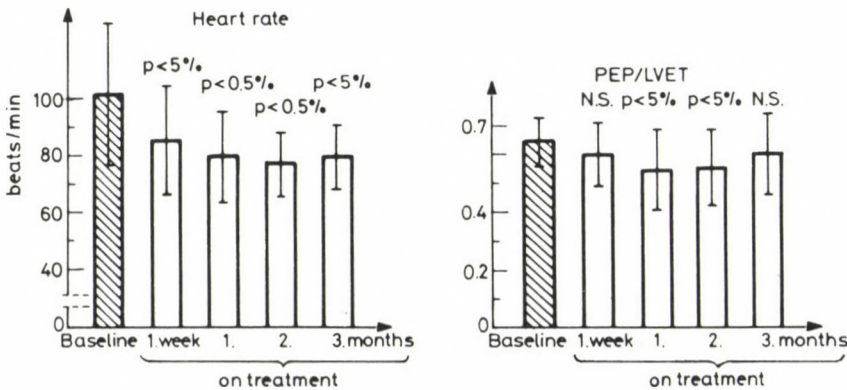 Heart rate
p<5%
p<0.5%
p<0.5%
p<5%
beats/min
100
80
60
40
0
Baseline 1.week 1. 2. 3.months
on treatment
PEP/LVET
N.S. p<5% p<5% N.S.
0.7
0.4
0.2
0
Baseline 1.week 1. 2. 3.months
on treatment